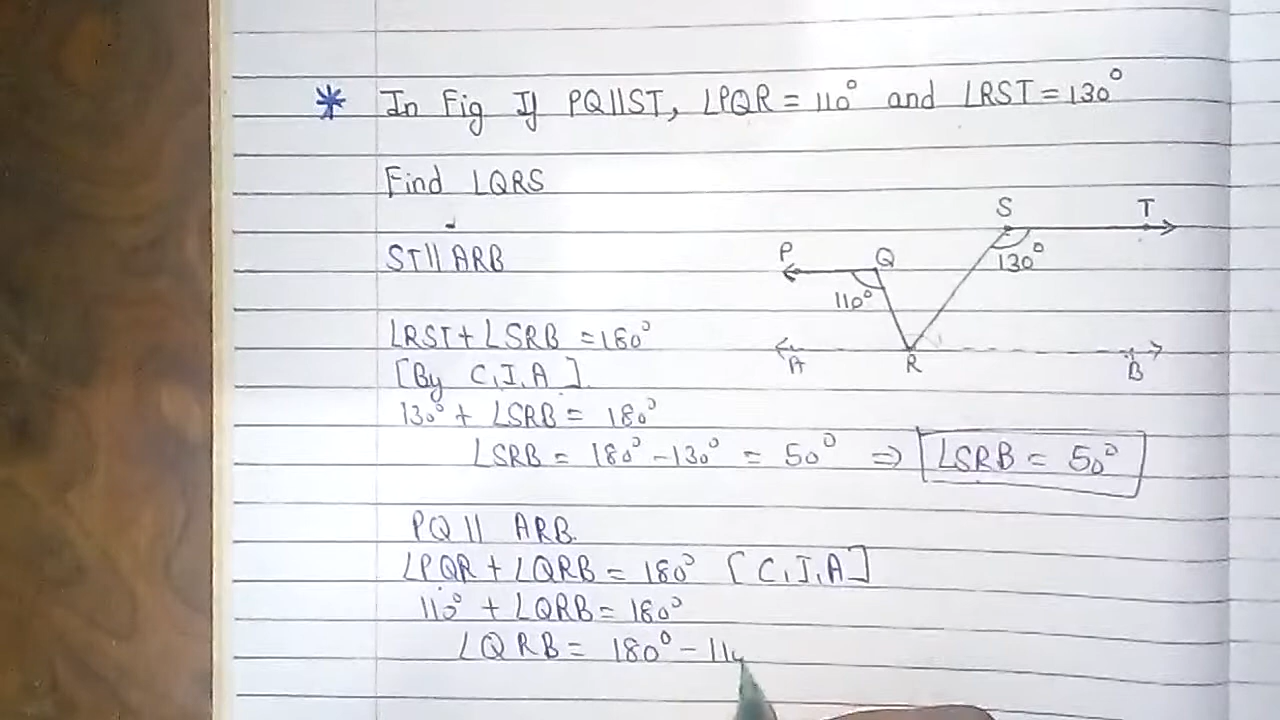 * In Fig If PQ||ST, ∠PQR = 110° and ∠RST = 130°
Find ∠QRS
ST || ARB
∠RST + ∠SRB = 180°
[By C,I,A]
130° + ∠SRB = 180°
∠SRB = 180° - 130° = 50° ⇒ ∠SRB = 50°
PQ || ARB.
∠PQR + ∠QRB = 180° [C,I,A]
110° + ∠QRB = 180°
∠QRB = 180° - 11
S T
P Q
130°
110°
A R B